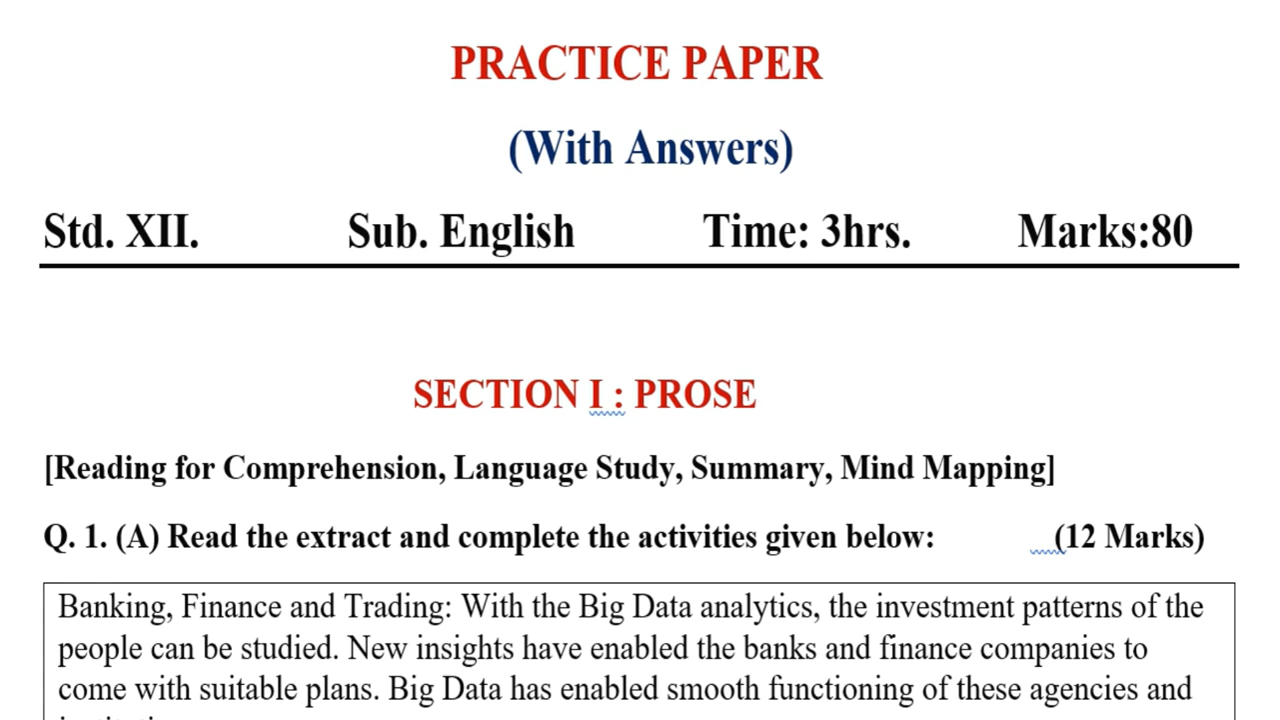 PRACTICE PAPER
(With Answers)
Std. XII. Sub. English Time: 3hrs. Marks:80
SECTION I : PROSE
[Reading for Comprehension, Language Study, Summary, Mind Mapping]
Q. 1. (A) Read the extract and complete the activities given below: (12 Marks)
Banking, Finance and Trading: With the Big Data analytics, the investment patterns of the
people can be studied. New insights have enabled the banks and finance companies to
come with suitable plans. Big Data has enabled smooth functioning of these agencies and